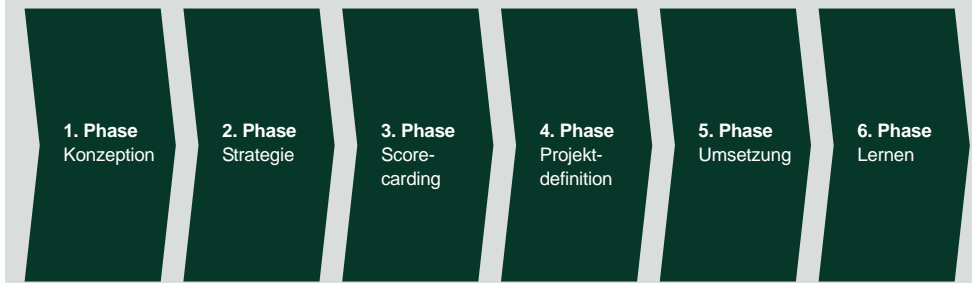 1. Phase
Konzeption
2. Phase
Strategie
3. Phase
Score-
carding
4. Phase
Projekt-
definition
5. Phase
Umsetzung
6. Phase
Lernen